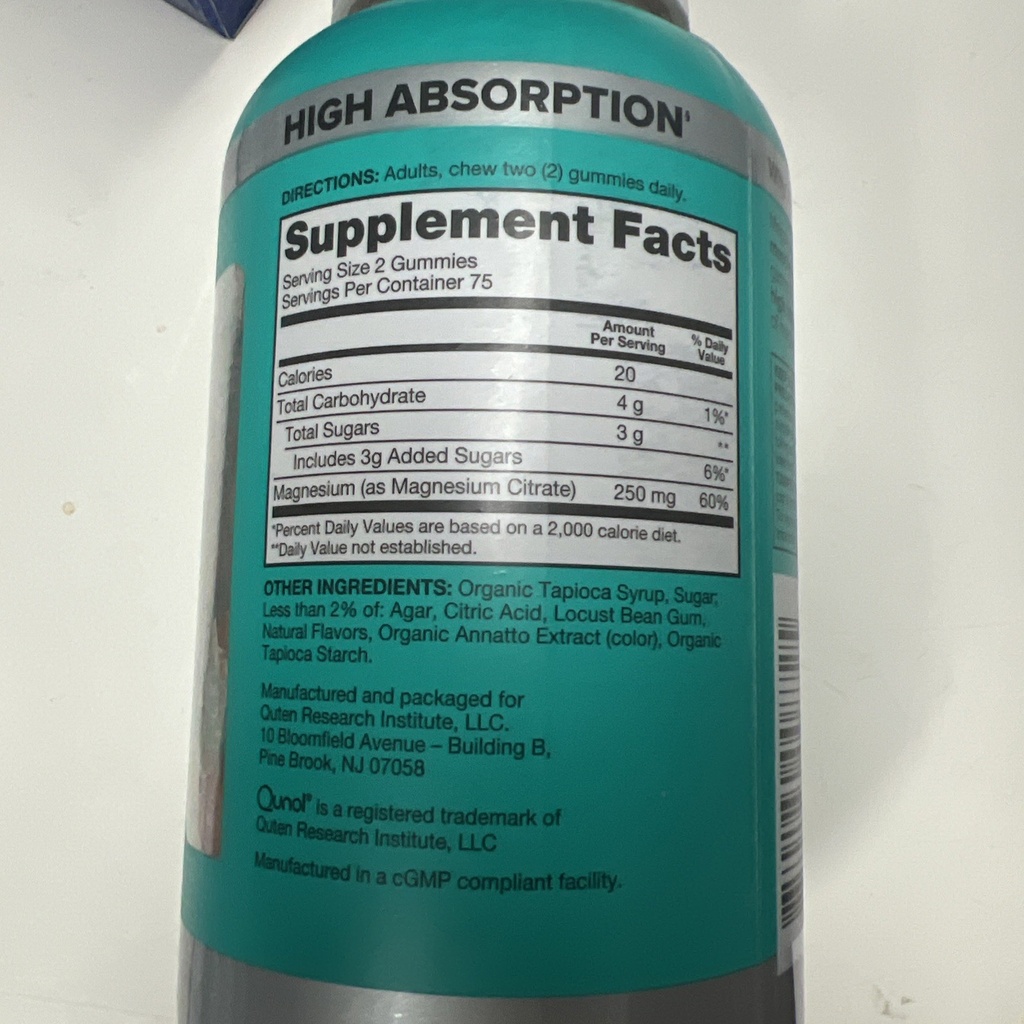 HIGH ABSORPTION†
DIRECTIONS: Adults, chew two (2) gummies daily.
Supplement Facts
Serving Size 2 Gummies
Servings Per Container 75
Amount Per Serving % Daily Value
Calories 20
Total Carbohydrate 4 g 1%*
Total Sugars 3 g **
Includes 3g Added Sugars 6%*
Magnesium (as Magnesium Citrate) 250 mg 60%
*Percent Daily Values are based on a 2,000 calorie diet.
**Daily Value not established.
OTHER INGREDIENTS: Organic Tapioca Syrup, Sugar,
Less than 2% of: Agar, Citric Acid, Locust Bean Gum,
Natural Flavors, Organic Annatto Extract (color), Organic
Tapioca Starch.
Manufactured and packaged for
Quten Research Institute, LLC.
10 Bloomfield Avenue – Building B,
Pine Brook, NJ 07058
Qunol® is a registered trademark of
Quten Research Institute, LLC
Manufactured in a cGMP compliant facility.